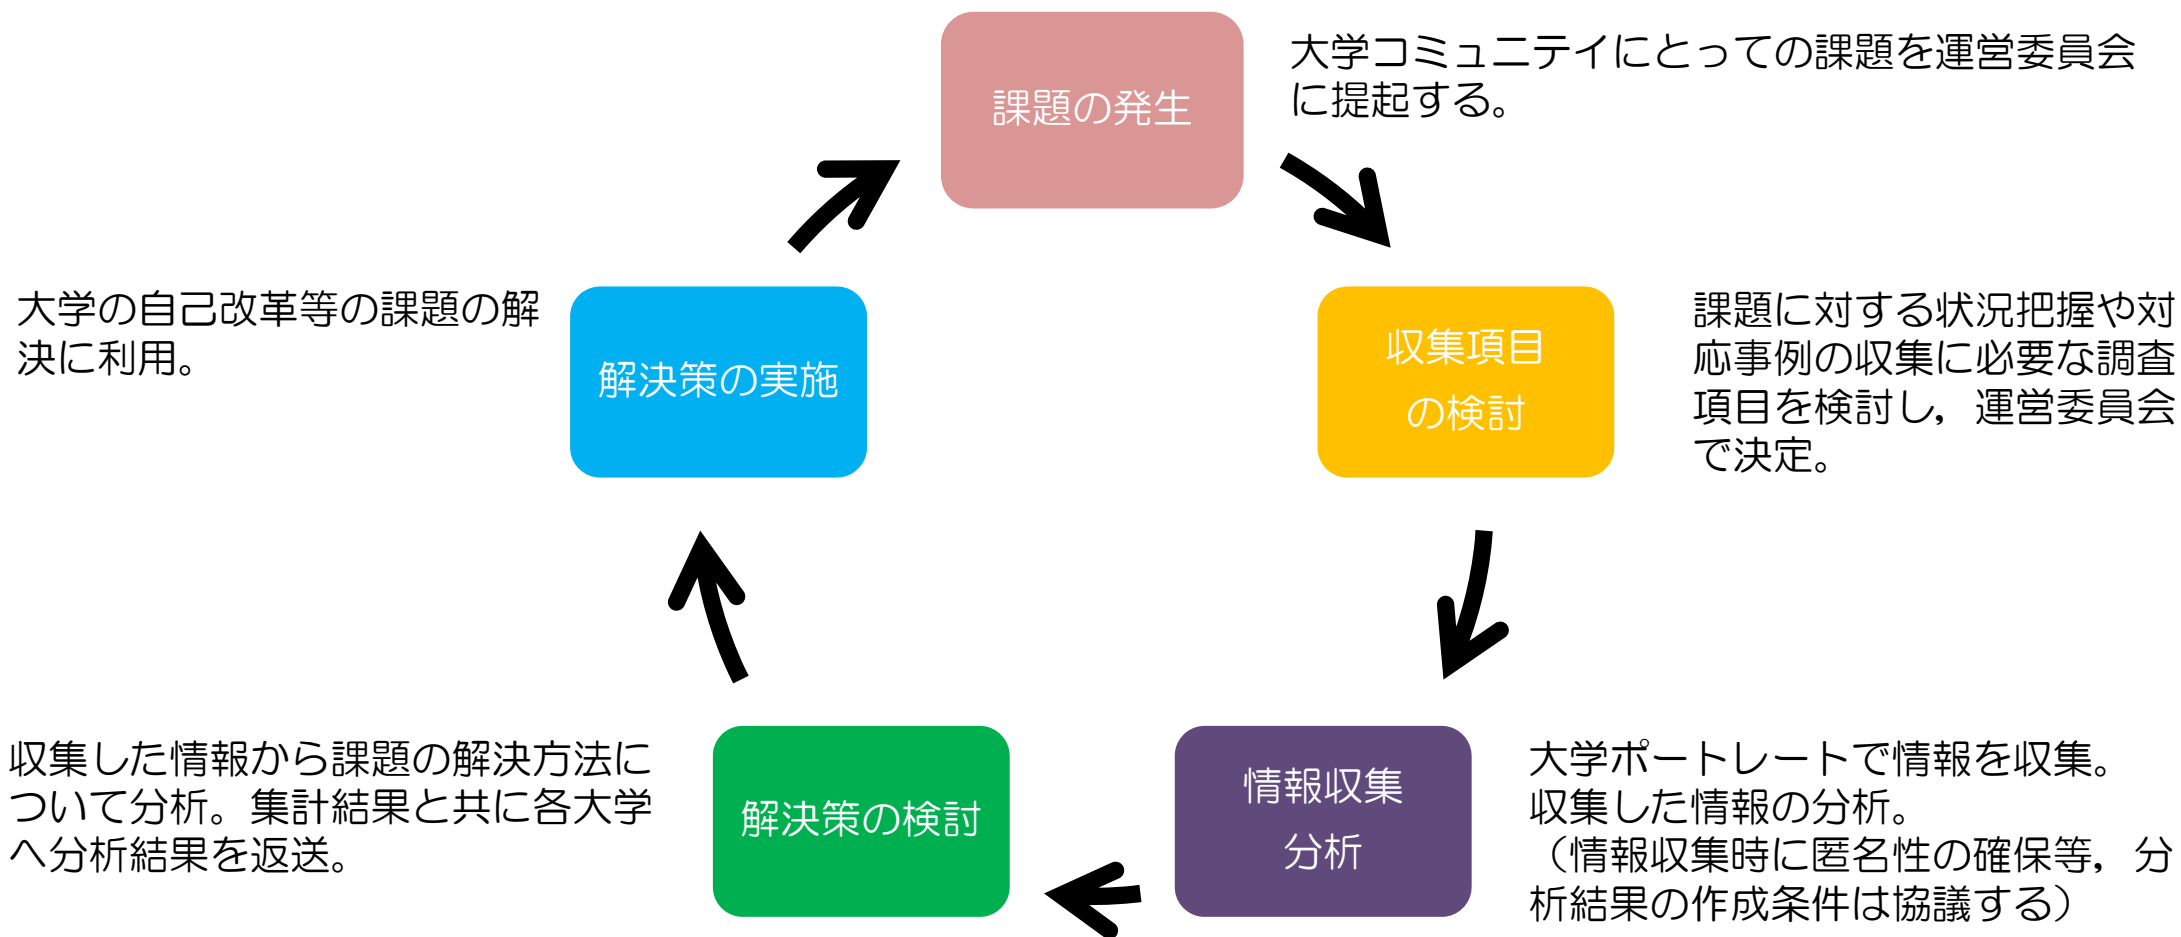 課題の発生
大学コミュニテイにとっての課題を運営委員会
に提起する。
収集項目
の検討
課題に対する状況把握や対
応事例の収集に必要な調査
項目を検討し，運営委員会
で決定。
情報収集
分析
大学ポートレートで情報を収集。
収集した情報の分析。
（情報収集時に匿名性の確保等，分
析結果の作成条件は協議する）
解決策の検討
収集した情報から課題の解決方法に
ついて分析。集計結果と共に各大学
へ分析結果を返送。
解決策の実施
大学の自己改革等の課題の解
決に利用。